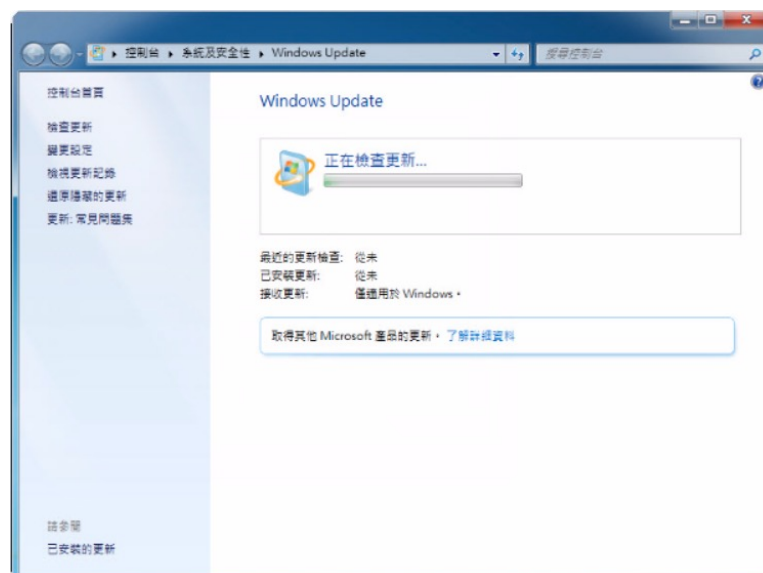 控制台 ▸ 系統及安全性 ▸ Windows Update
搜尋控制台
控制台首頁
檢查更新
變更設定
檢視更新記錄
還原隱藏的更新
更新: 常見問題集
Windows Update
正在檢查更新...
最近的更新檢查: 從未
已安裝更新: 從未
接收更新: 僅適用於 Windows。
取得其他 Microsoft 產品的更新。 了解詳細資料
請參閱
已安裝的更新